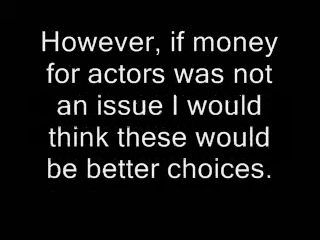 However, if money
for actors was not
an issue I would
think these would
be better choices.